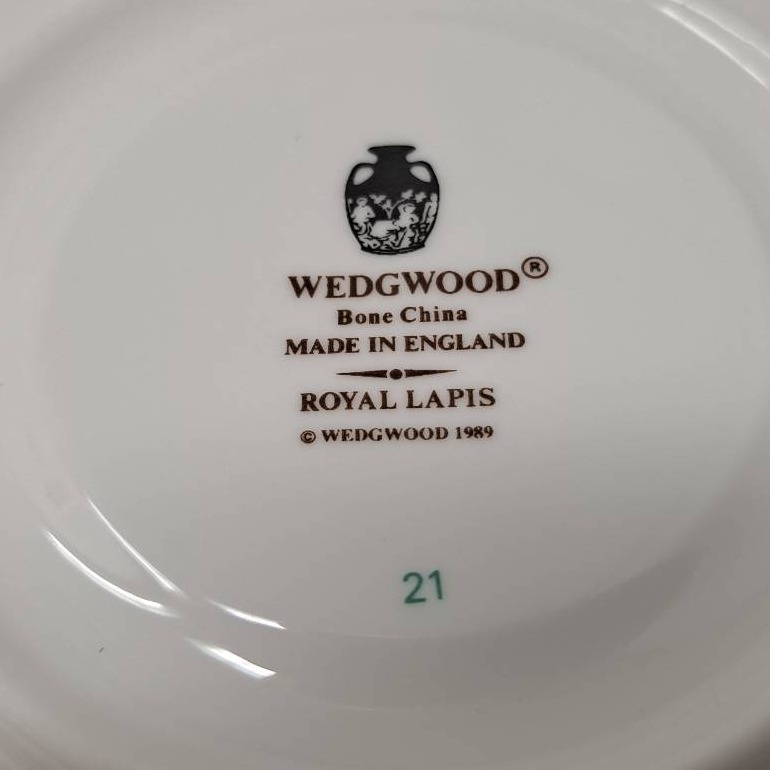 WEDGWOOD®
Bone China
MADE IN ENGLAND
ROYAL LAPIS
© WEDGWOOD 1989
21